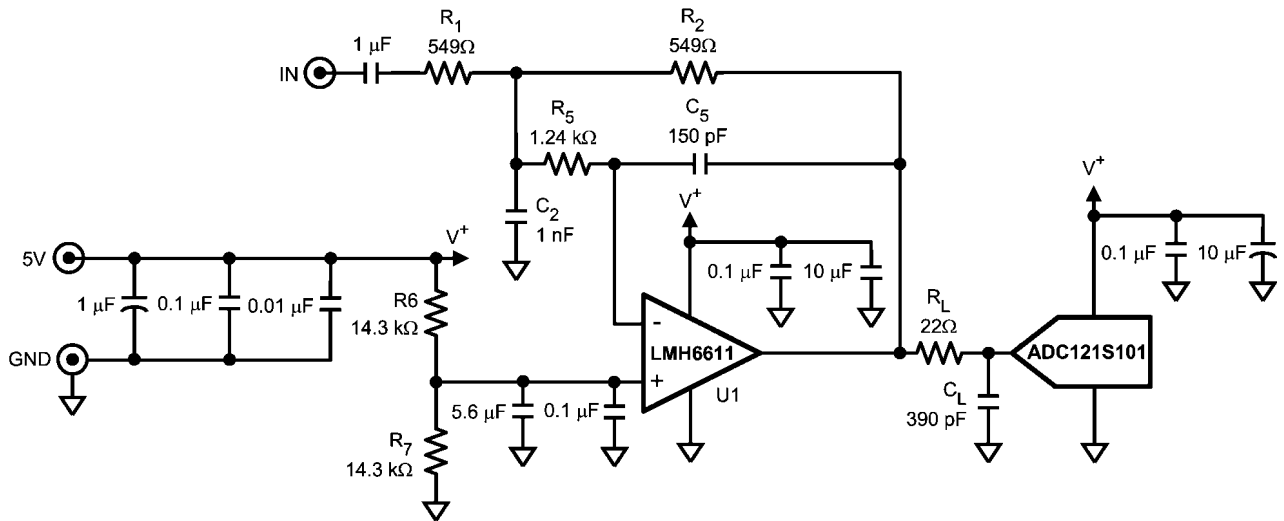 R1
549Ω
R2
549Ω
1 μF
IN
R5
1.24 kΩ
C5
150 pF
C2
1 nF
V+
V+
V+
5V
1 μF
0.1 μF
0.01 μF
R6
14.3 kΩ
0.1 μF
10 μF
0.1 μF
10 μF
GND
-
LMH6611
+
U1
RL
22Ω
ADC121S101
5.6 μF
0.1 μF
CL
390 pF
R7
14.3 kΩ